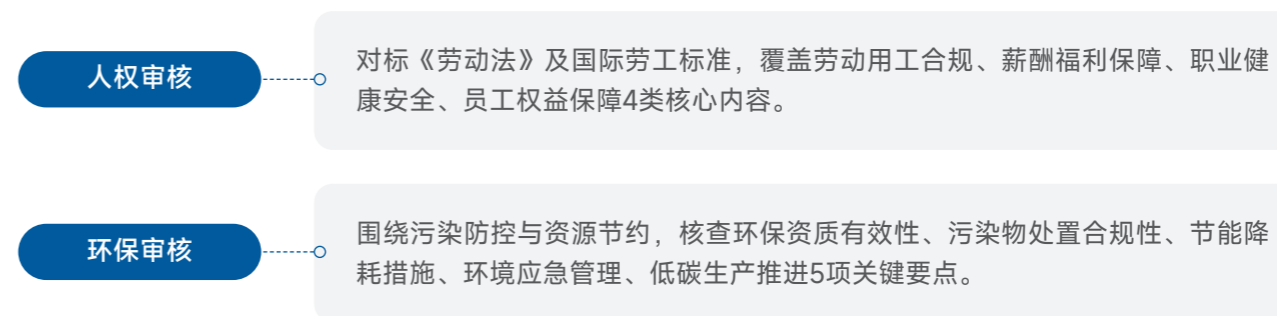 人权审核
对标《劳动法》及国际劳工标准，覆盖劳动用工合规、薪酬福利保障、职业健
康安全、员工权益保障4类核心内容。
环保审核
围绕污染防控与资源节约，核查环保资质有效性、污染物处置合规性、节能降
耗措施、环境应急管理、低碳生产推进5项关键要点。